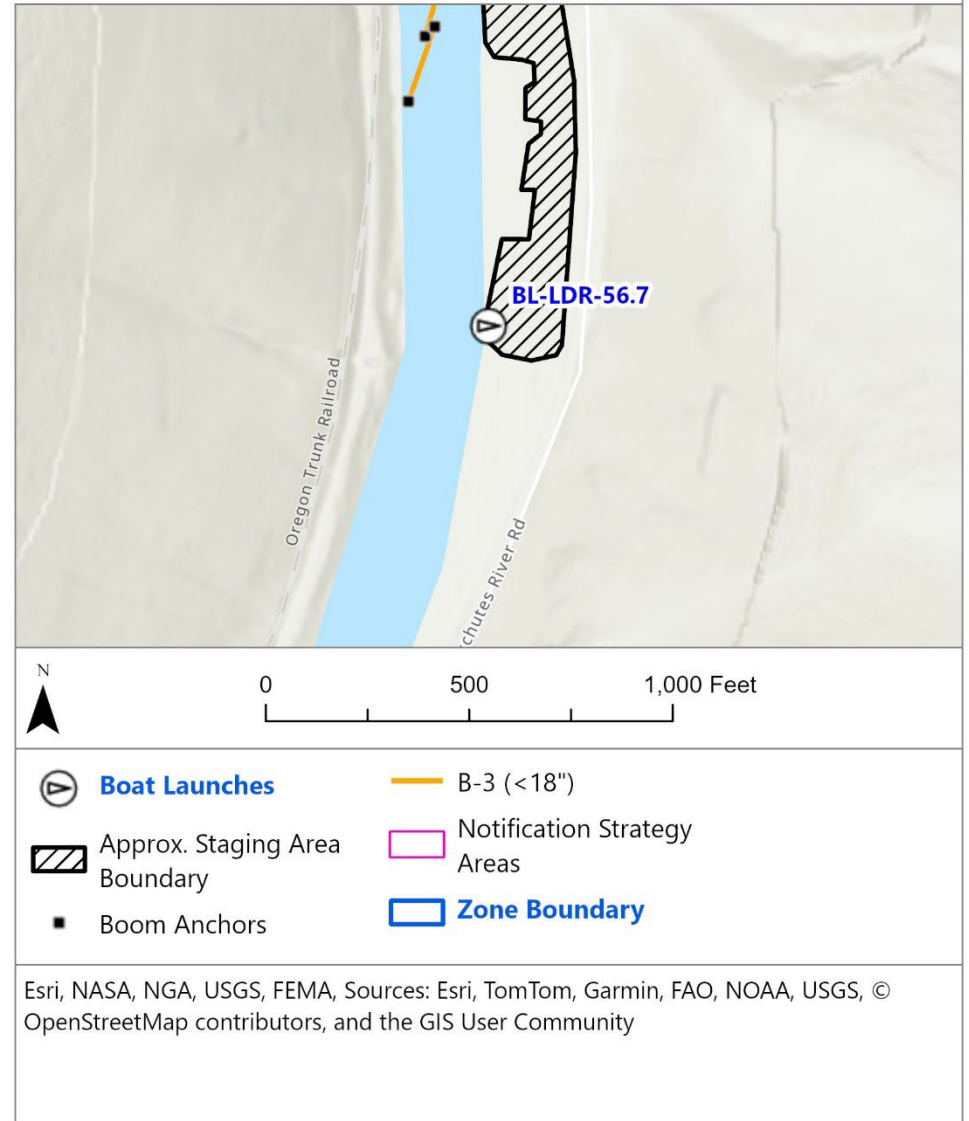 BL-LDR-56.7
Oregon Trunk Railroad
chutes River Rd
N
0 500 1,000 Feet
Boat Launches
B-3 (<18")
Approx. Staging Area
Boundary
Notification Strategy
Areas
Boom Anchors
Zone Boundary
Esri, NASA, NGA, USGS, FEMA, Sources: Esri, TomTom, Garmin, FAO, NOAA, USGS, ©
OpenStreetMap contributors, and the GIS User Community